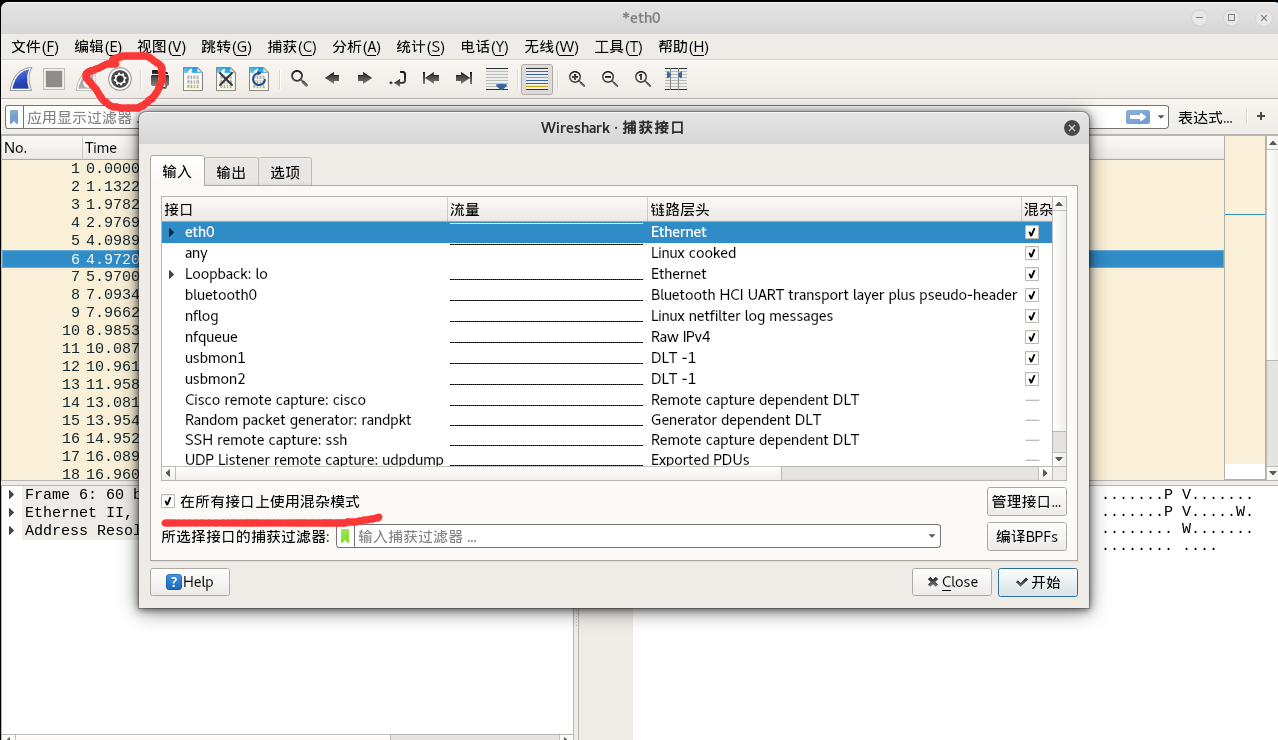 *eth0
文件(F) 编辑(E) 视图(V) 跳转(G) 捕获(C) 分析(A) 统计(S) 电话(Y) 无线(W) 工具(T) 帮助(H)
应用显示过滤器 表达式… +
Wireshark · 捕获接口
No. Time
输入 输出 选项
接口 流量 链路层头 混杂
eth0 Ethernet
any Linux cooked
Loopback: lo Ethernet
bluetooth0 Bluetooth HCI UART transport layer plus pseudo-header
nflog Linux netfilter log messages
nfqueue Raw IPv4
usbmon1 DLT -1
usbmon2 DLT -1
Cisco remote capture: cisco Remote capture dependent DLT
Random packet generator: randpkt Generator dependent DLT
SSH remote capture: ssh Remote capture dependent DLT
UDP Listener remote capture: udpdump Exported PDUs
1 0.0000
2 1.1322
3 1.9782
4 2.9769
5 4.0989
6 4.9720
7 5.9700
8 7.0934
9 7.9662
10 8.9853
11 10.087
12 10.961
13 11.958
14 13.081
15 13.954
16 14.952
17 16.089
18 16.960
在所有接口上使用混杂模式 管理接口…
所选择接口的捕获过滤器: 输入捕获过滤器 … 编译BPFs
Help Close 开始
Frame 6: 60 b
Ethernet II,
Address Resol
.......P V.......
.......P V.....W.
........ W.......
........ ....